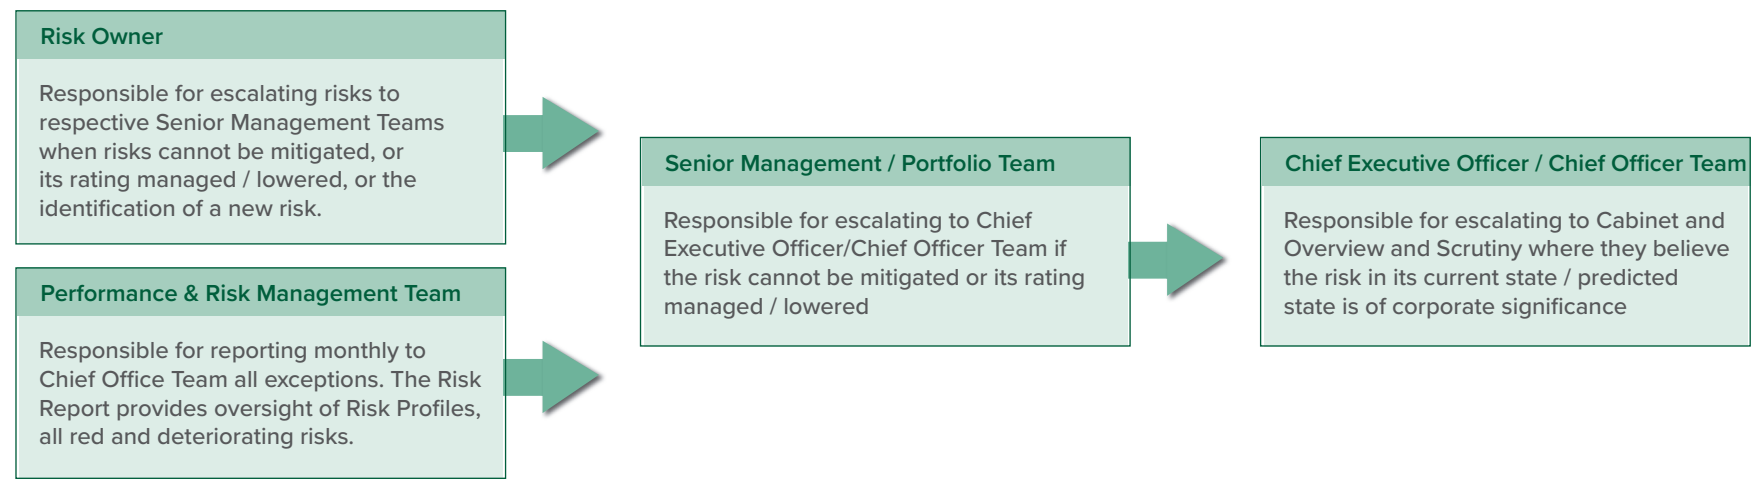 Risk Owner
Responsible for escalating risks to
respective Senior Management Teams
when risks cannot be mitigated, or
its rating managed / lowered, or the
identification of a new risk.
Performance & Risk Management Team
Responsible for reporting monthly to
Chief Office Team all exceptions. The Risk
Report provides oversight of Risk Profiles,
all red and deteriorating risks.
Senior Management / Portfolio Team
Responsible for escalating to Chief
Executive Officer/Chief Officer Team if
the risk cannot be mitigated or its rating
managed / lowered
Chief Executive Officer / Chief Officer Team
Responsible for escalating to Cabinet and
Overview and Scrutiny where they believe
the risk in its current state / predicted
state is of corporate significance